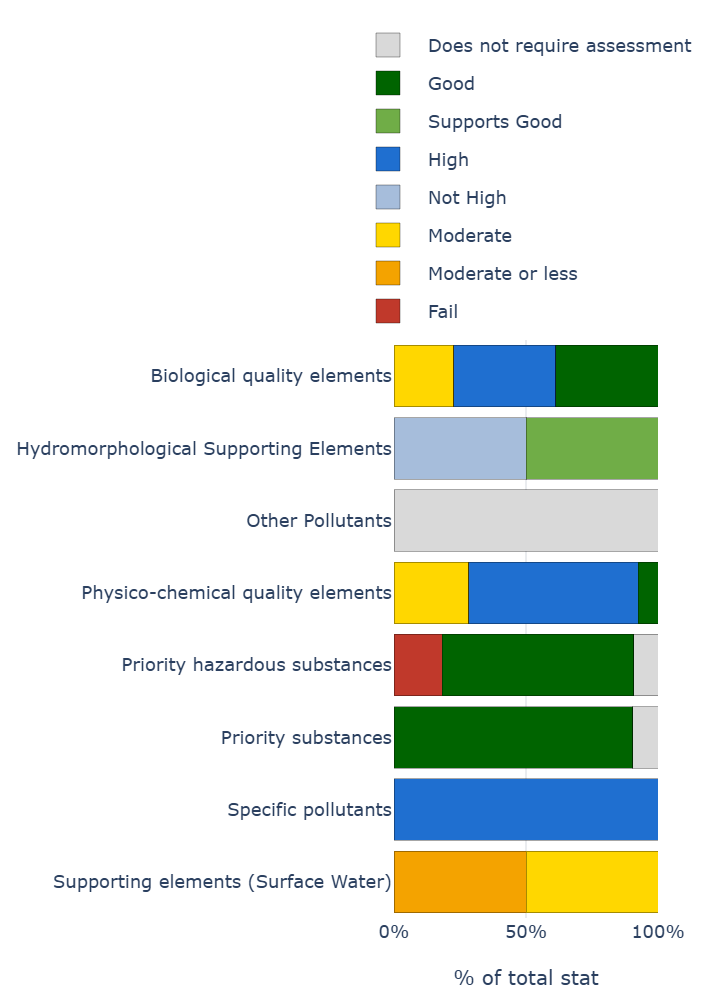 Does not require assessment
Good
Supports Good
High
Not High
Moderate
Moderate or less
Fail
Biological quality elements
Hydromorphological Supporting Elements
Other Pollutants
Physico-chemical quality elements
Priority hazardous substances
Priority substances
Specific pollutants
Supporting elements (Surface Water)
0% 50% 100%
% of total stat